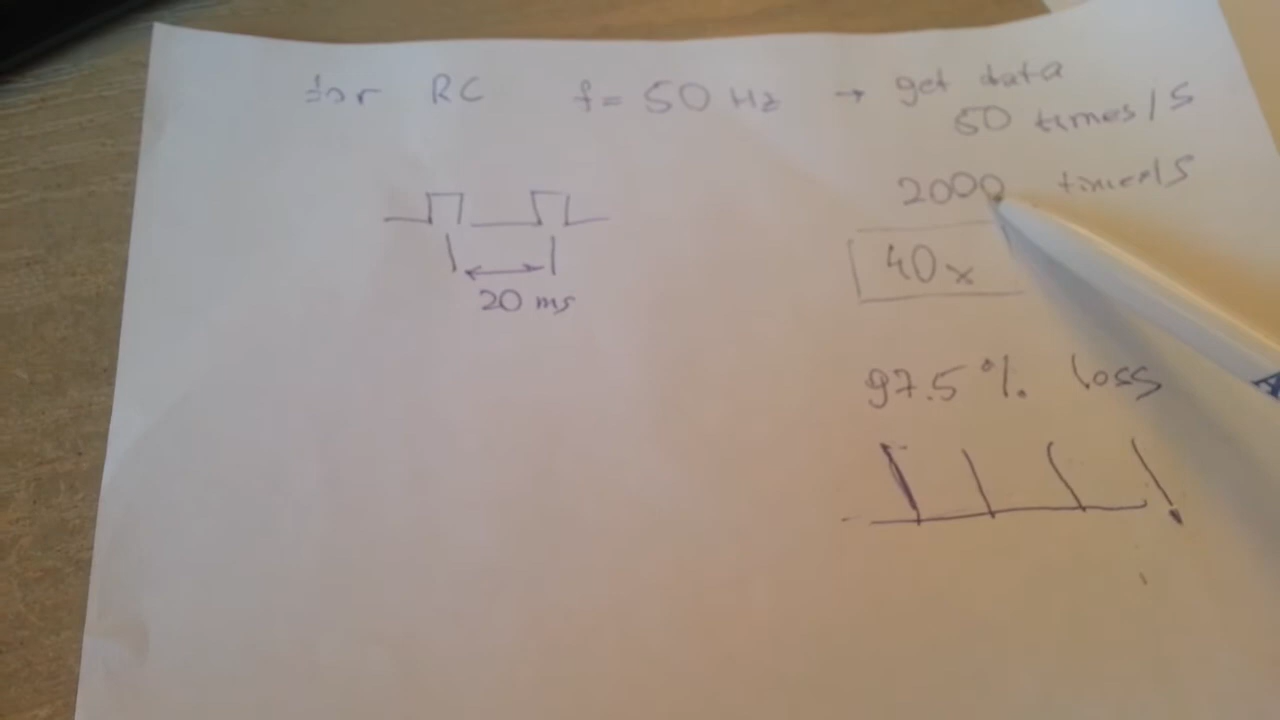 for RC f = 50 Hz → get data
50 times/S
2000 times/S
40x
20 ms
97.5 % loss